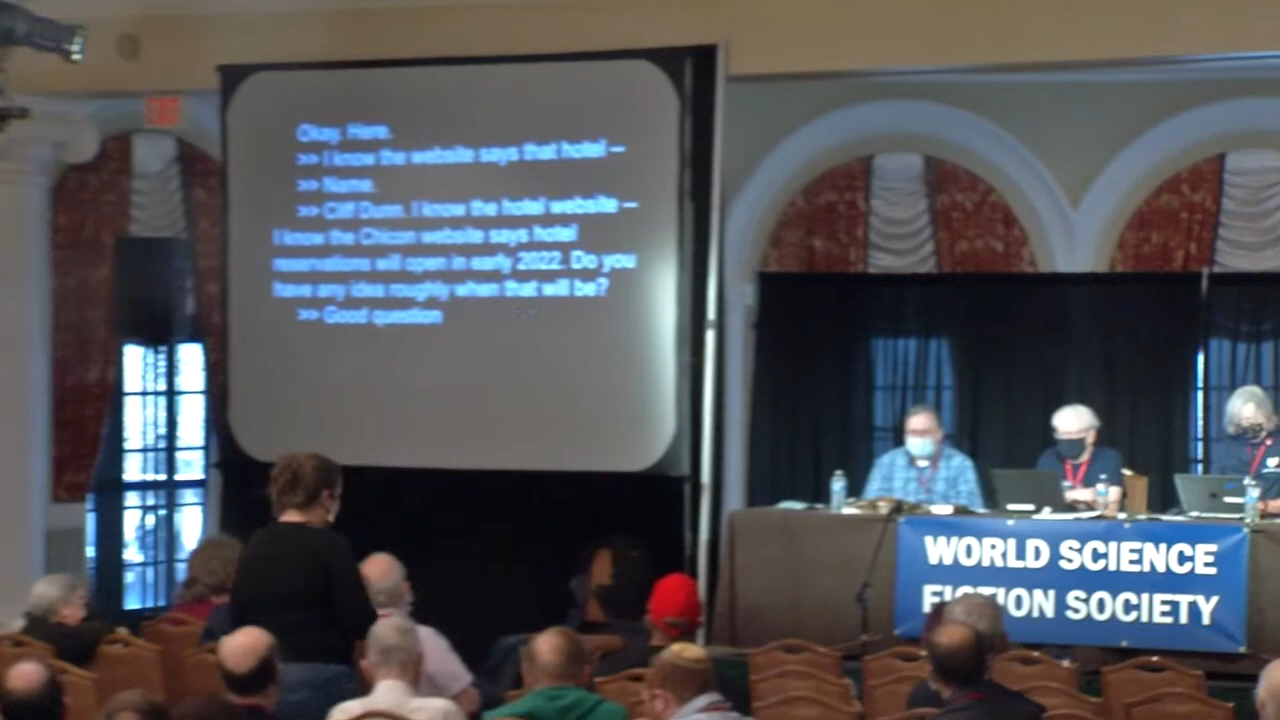 EXIT
Okay. Here.
>> I know the website says that hotel --
>> Name.
>> Cliff Dunn. I know the hotel website --
I know the Chicon website says hotel
reservations will open in early 2022. Do you
have any idea roughly when that will be?
>> Good question
WORLD SCIENCE
FICTION SOCIETY